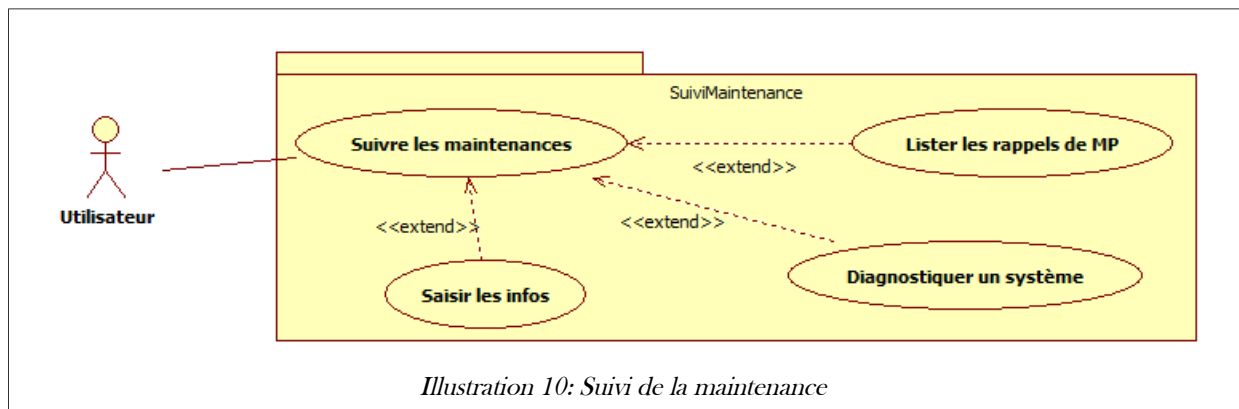 SuiviMaintenance
Suivre les maintenances
Lister les rappels de MP
<<extend>>
Utilisateur
<<extend>>
<<extend>>
Diagnostiquer un système
Saisir les infos
Illustration 10: Suivi de la maintenance